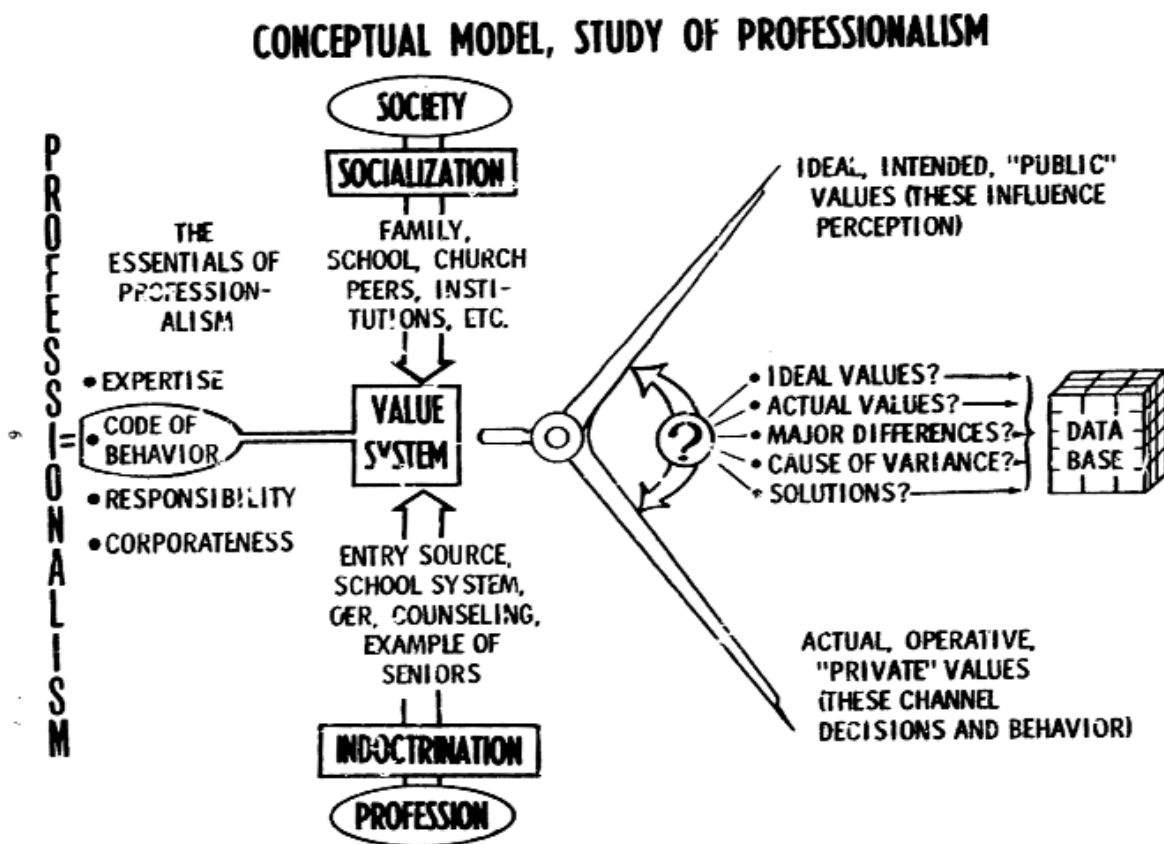 CONCEPTUAL MODEL, STUDY OF PROFESSIONALISM
PROFESSIONALISM
=
THE
ESSENTIALS OF
PROFESSION-
ALISM
• EXPERTISE
• CODE OF
BEHAVIOR
• RESPONSIBILITY
• CORPORATENESS
SOCIETY
SOCIALIZATION
FAMILY,
SCHOOL, CHURCH
PEERS, INSTI-
TUTIONS, ETC.
VALUE
SYSTEM
ENTRY SOURCE,
SCHOOL SYSTEM,
OER, COUNSELING,
EXAMPLE OF
SENIORS
INDOCTRINATION
PROFESSION
IDEAL, INTENDED, "PUBLIC"
VALUES (THESE INFLUENCE
PERCEPTION)
?
• IDEAL VALUES?
• ACTUAL VALUES?
• MAJOR DIFFERENCES?
• CAUSE OF VARIANCE?
• SOLUTIONS?
DATA
BASE
ACTUAL, OPERATIVE,
"PRIVATE" VALUES
(THESE CHANNEL
DECISIONS AND BEHAVIOR)